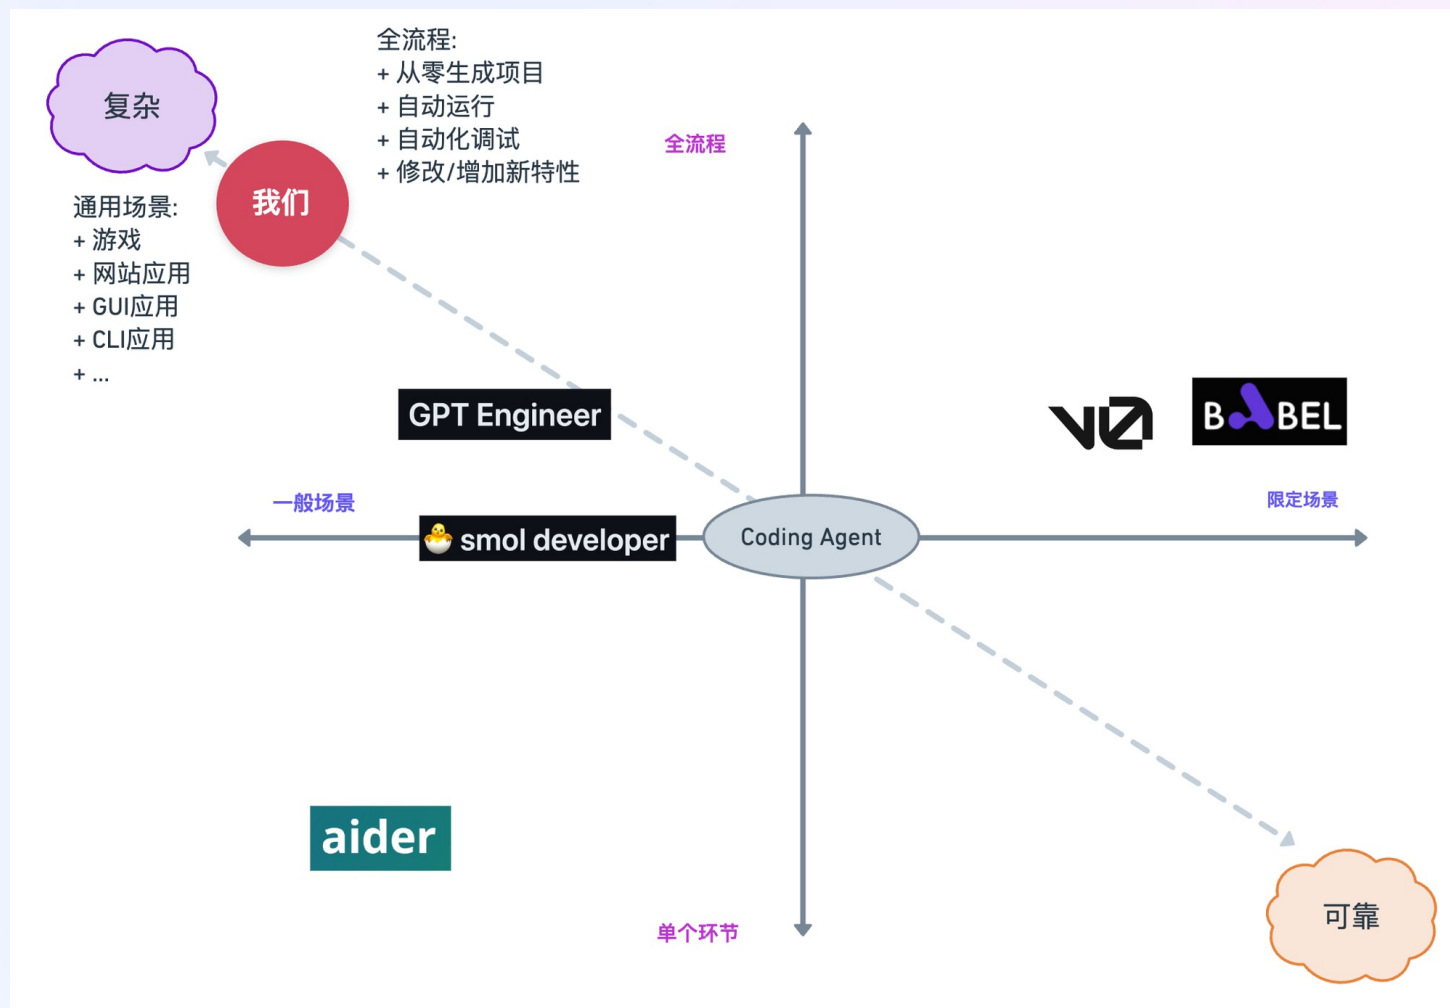 复杂
全流程:
+ 从零生成项目
+ 自动运行
+ 自动化调试
+ 修改/增加新特性
全流程
我们
通用场景:
+ 游戏
+ 网站应用
+ GUI应用
+ CLI应用
+ ...
GPT Engineer
v0
BABEL
一般场景
限定场景
smol developer
Coding Agent
aider
单个环节
可靠